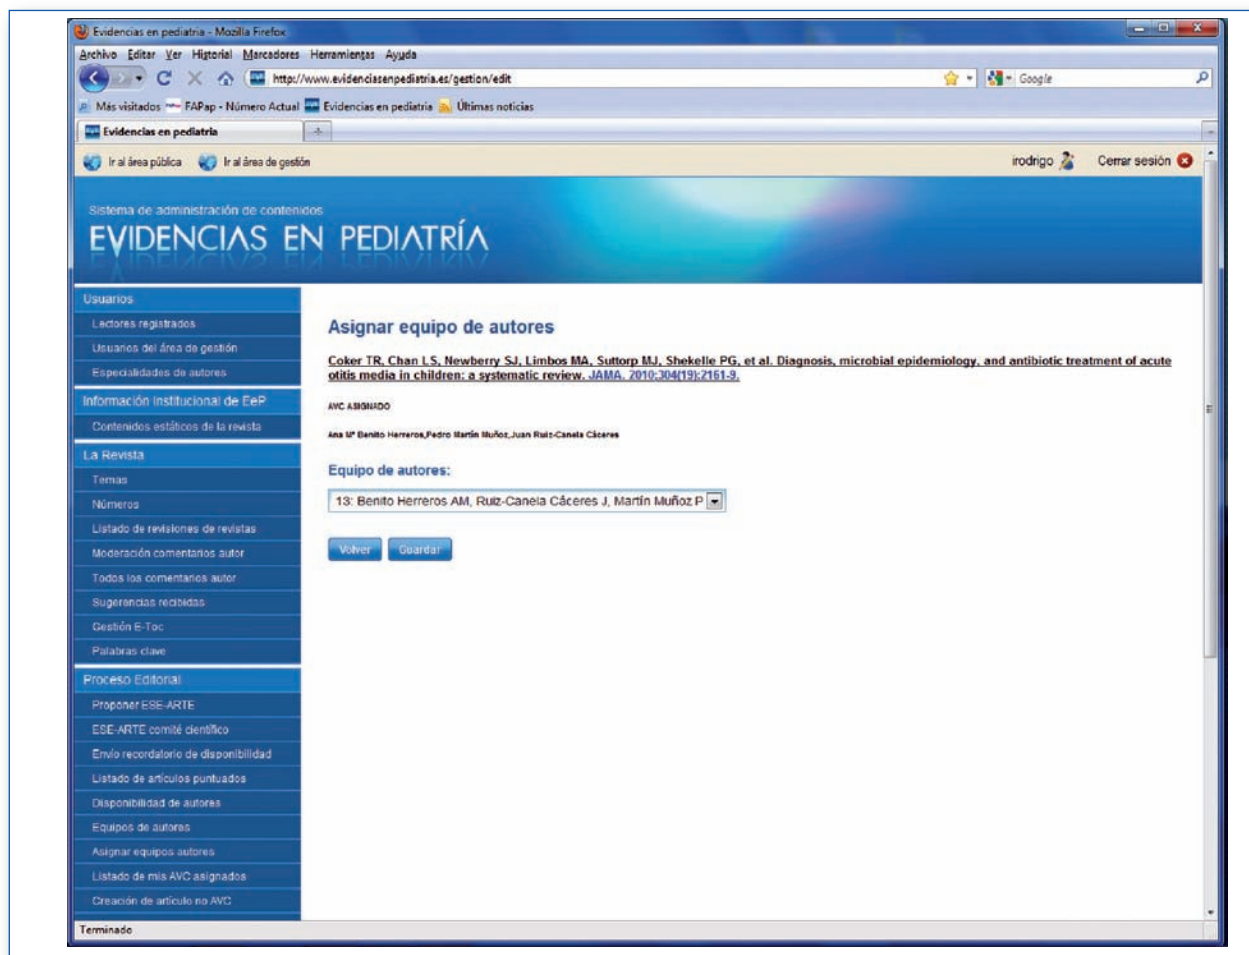 Evidencias en pediatria - Mozilla Firefox
Archivo Editar Ver Historial Marcadores Herramientas Ayuda
http://www.evidenciasenpediatria.es/gestion/edit
Google
Más visitados FAPap - Número Actual Evidencias en pediatria Últimas noticias
Evidencias en pediatria
Ir al área pública Ir al área de gestión irodrigo Cerrar sesión
Sistema de administración de contenidos
EVIDENCIAS EN PEDIATRÍA
Usuarios
Lectores registrados
Usuarios del área de gestión
Especialidades de autores
Información Institucional de EeP
Contenidos estáticos de la revista
La Revista
Temas
Números
Listado de revisiones de revistas
Moderación comentarios autor
Todos los comentarios autor
Sugerencias recibidas
Gestión E-Toc
Palabras clave
Proceso Editorial
Proponer ESE-ARTE
ESE-ARTE comité científico
Envío recordatorio de disponibilidad
Listado de artículos puntuados
Disponibilidad de autores
Equipos de autores
Asignar equipos autores
Listado de mis AVC asignados
Creación de artículo no AVC
Asignar equipo de autores
Coker TR, Chan LS, Newberry SJ, Limbos MA, Suttorp MJ, Shekelle PG, et al. Diagnosis, microbial epidemiology, and antibiotic treatment of acute
otitis media in children: a systematic review. JAMA. 2010;304(19):2161-9.
AVC ASIGNADO
Ana Mª Benito Herreros,Pedro Martín Muñoz,Juan Ruiz-Canela Cáceres
Equipo de autores:
13: Benito Herreros AM, Ruiz-Canela Cáceres J, Martín Muñoz P
Volver Guardar
Terminado